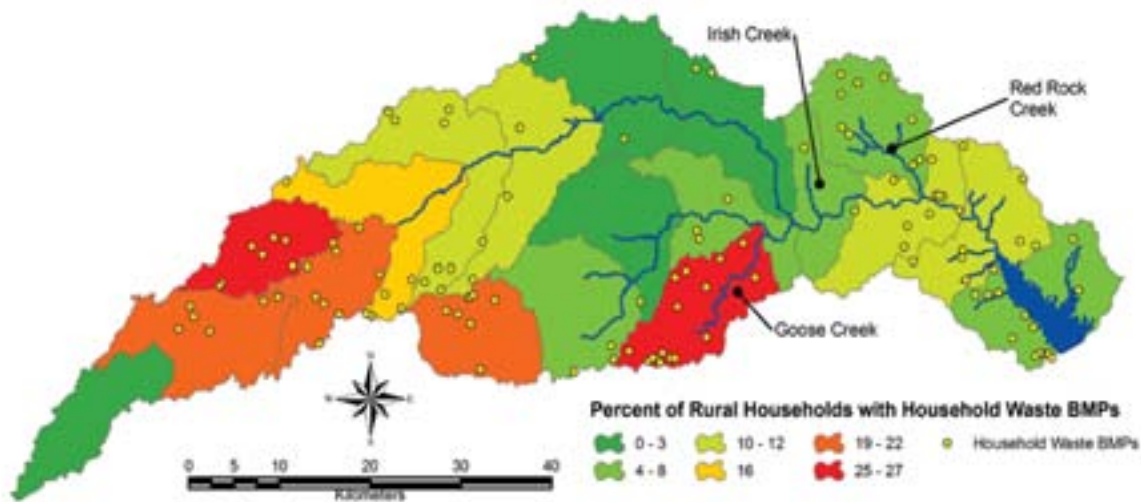 Irish Creek
Red Rock
Creek
Goose Creek
N
W
E
S
Percent of Rural Households with Household Waste BMPs
0 - 3
10 - 12
19 - 22
Household Waste BMPs
4 - 8
16
25 - 27
0 5 10 20 30 40
Kilometers